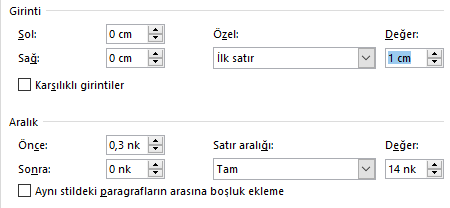 Girinti
Sol: 0 cm Özel: Değer:
Sağ: 0 cm İlk satır 1 cm
Karşılıklı girintiler
Aralık
Önce: 0,3 nk Satır aralığı: Değer:
Sonra: 0 nk Tam 14 nk
Aynı stildeki paragrafların arasına boşluk ekleme